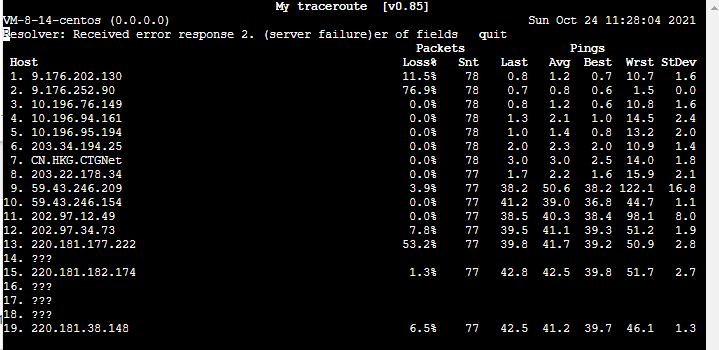 My traceroute  [v0.85]
VM-8-14-centos (0.0.0.0) Sun Oct 24 11:28:04 2021
Resolver: Received error response 2. (server failure)er of fields   quit
Packets Pings
Host Loss% Snt Last Avg Best Wrst StDev
1. 9.176.202.130 11.5% 78 0.8 1.2 0.7 10.7 1.6
2. 9.176.252.90 76.9% 78 0.7 0.8 0.6 1.5 0.0
3. 10.196.76.149 0.0% 78 0.8 1.2 0.6 10.8 1.6
4. 10.196.94.161 0.0% 78 1.3 2.1 1.0 14.5 2.4
5. 10.196.95.194 0.0% 78 1.0 1.4 0.8 13.2 2.0
6. 203.34.194.25 0.0% 78 2.0 2.3 2.0 10.9 1.4
7. CN.HKG.CTGNet 0.0% 78 3.0 3.0 2.5 14.0 1.8
8. 203.22.178.34 0.0% 77 1.7 2.2 1.6 15.9 2.1
9. 59.43.246.209 3.9% 77 38.2 50.6 38.2 122.1 16.8
10. 59.43.246.154 0.0% 77 41.2 39.0 36.8 44.7 1.1
11. 202.97.12.49 0.0% 77 38.5 40.3 38.4 98.1 8.0
12. 202.97.34.73 7.8% 77 39.5 41.1 39.3 51.2 1.9
13. 220.181.177.222 53.2% 77 39.8 41.7 39.2 50.9 2.8
14. ???
15. 220.181.182.174 1.3% 77 42.8 42.5 39.8 51.7 2.7
16. ???
17. ???
18. ???
19. 220.181.38.148 6.5% 77 42.5 41.2 39.7 46.1 1.3